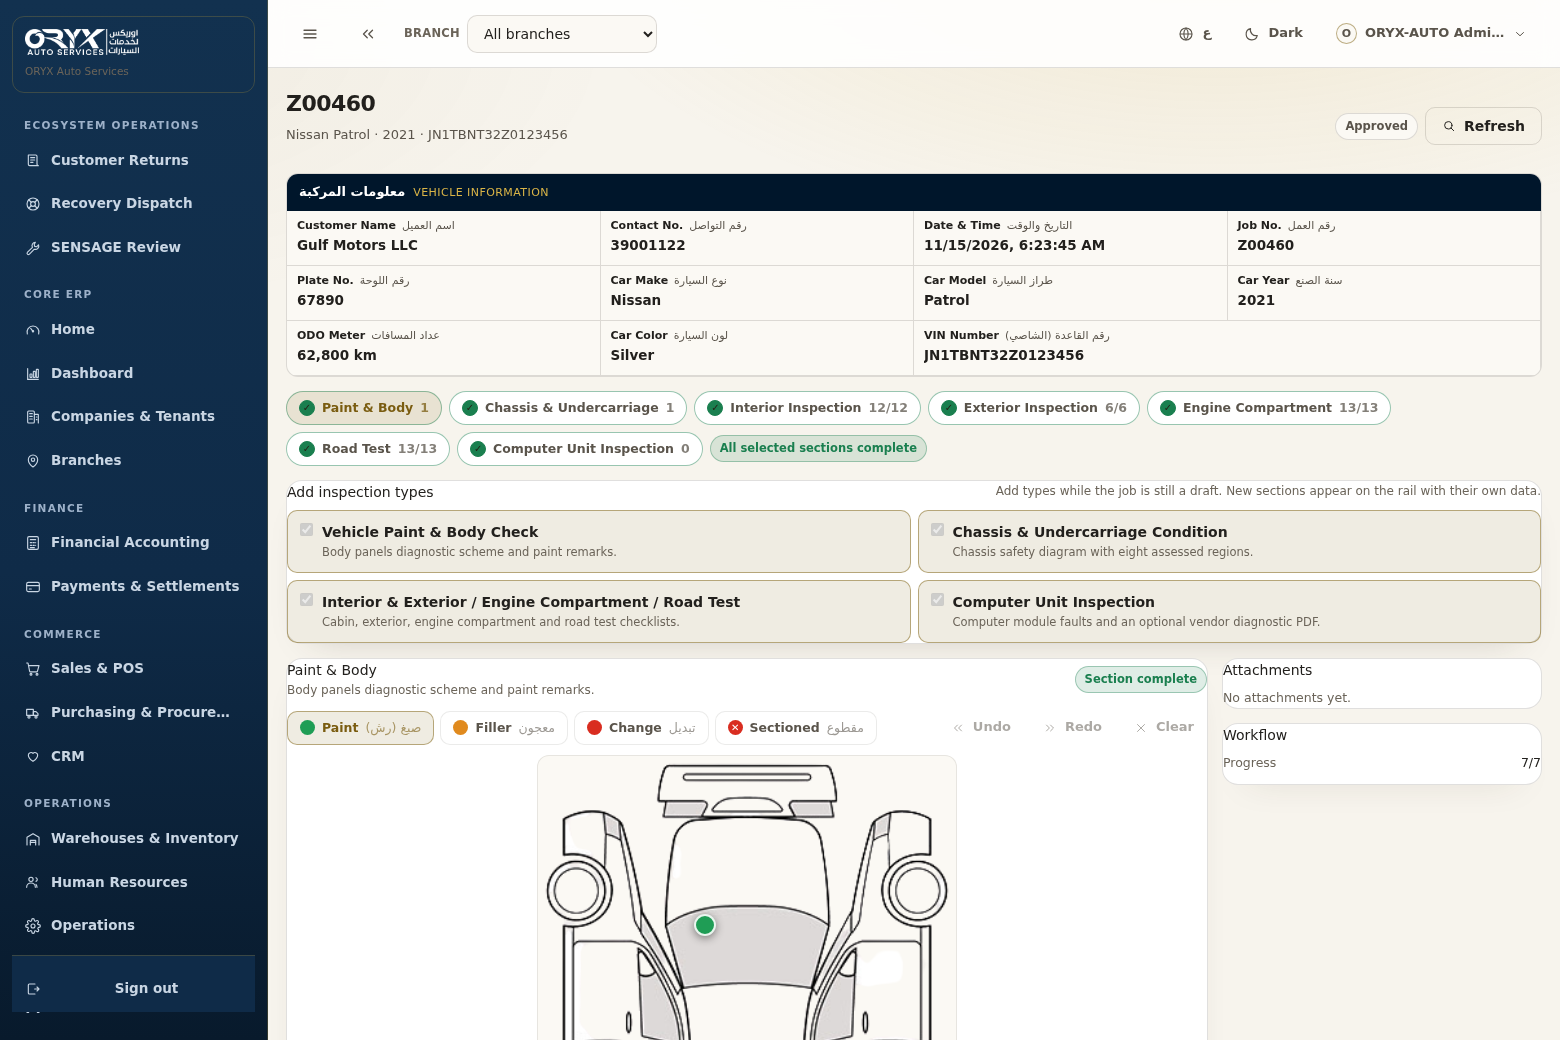 ORYX
اوريكس
لخدمات
السيارات
AUTO SERVICES
ORYX Auto Services
ECOSYSTEM OPERATIONS
Customer Returns
Recovery Dispatch
SENSAGE Review
CORE ERP
Home
Dashboard
Companies & Tenants
Branches
FINANCE
Financial Accounting
Payments & Settlements
COMMERCE
Sales & POS
Purchasing & Procure...
CRM
OPERATIONS
Warehouses & Inventory
Human Resources
Operations
Sign out
BRANCH All branches
ع Dark O ORYX-AUTO Admi...
Z00460
Nissan Patrol · 2021 · JN1TBNT32Z0123456
Approved Refresh
معلومات المركبة VEHICLE INFORMATION
Customer Name اسم العميل Contact No. رقم التواصل Date & Time التاريخ والوقت Job No. رقم العمل
Gulf Motors LLC 39001122 11/15/2026, 6:23:45 AM Z00460
Plate No. رقم اللوحة Car Make نوع السيارة Car Model طراز السيارة Car Year سنة الصنع
67890 Nissan Patrol 2021
ODO Meter عداد المسافات Car Color لون السيارة VIN Number رقم القاعدة (الشاصي)
62,800 km Silver JN1TBNT32Z0123456
Paint & Body 1 Chassis & Undercarriage 1 Interior Inspection 12/12 Exterior Inspection 6/6 Engine Compartment 13/13
Road Test 13/13 Computer Unit Inspection 0 All selected sections complete
Add inspection types Add types while the job is still a draft. New sections appear on the rail with their own data.
Vehicle Paint & Body Check
Body panels diagnostic scheme and paint remarks.
Chassis & Undercarriage Condition
Chassis safety diagram with eight assessed regions.
Interior & Exterior / Engine Compartment / Road Test
Cabin, exterior, engine compartment and road test checklists.
Computer Unit Inspection
Computer module faults and an optional vendor diagnostic PDF.
Paint & Body
Body panels diagnostic scheme and paint remarks.
Section complete
Paint صبغ (رش) Filler معجون Change تبديل Sectioned مقطوع Undo Redo Clear
Attachments
No attachments yet.
Workflow
Progress 7/7